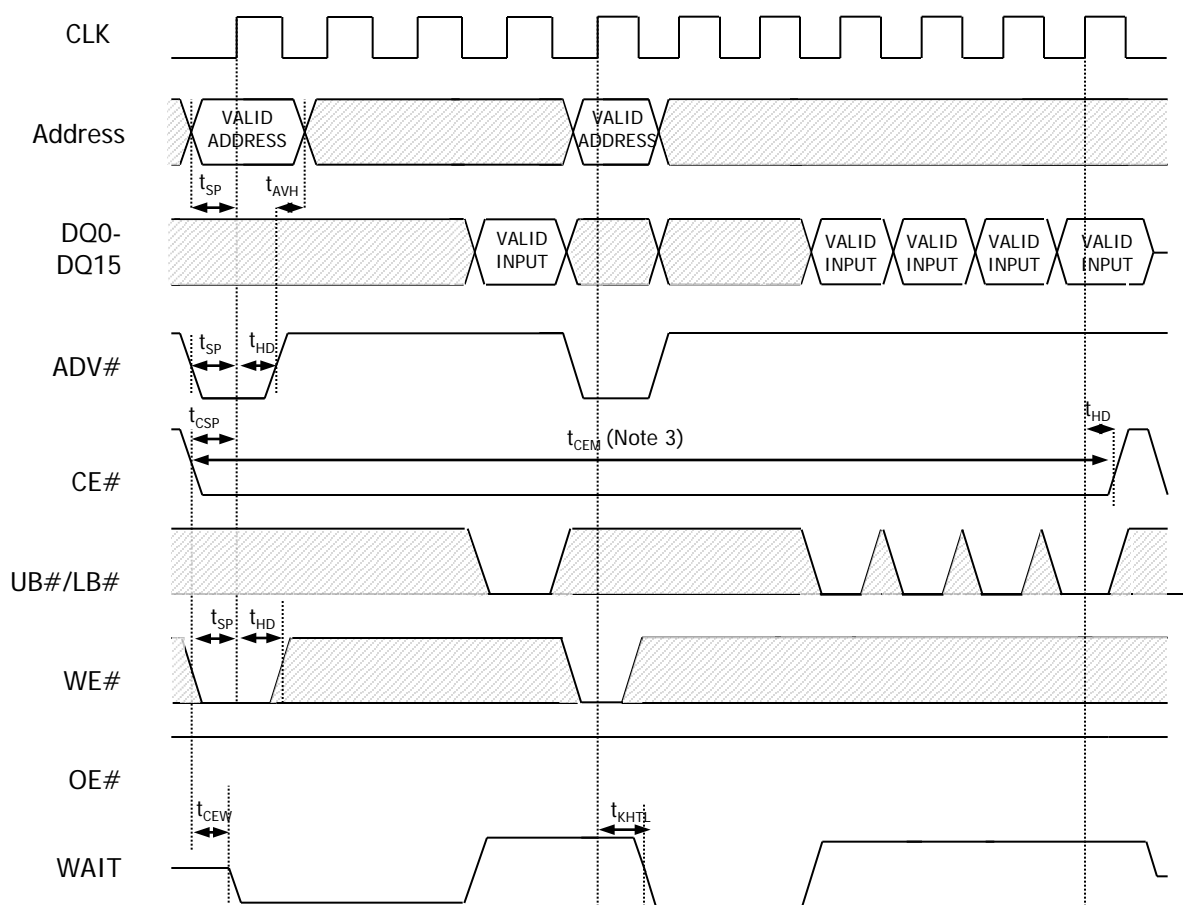 CLK
Address
VALID
ADDRESS
VALID
ADDRESS
tSP
tAVH
DQ0-
DQ15
VALID
INPUT
VALID
INPUT
VALID
INPUT
VALID
INPUT
VALID
INPUT
ADV#
tSP
tHD
tCSP
tCEM (Note 3)
tHD
CE#
UB#/LB#
tSP
tHD
WE#
OE#
tCEW
tKHTL
WAIT